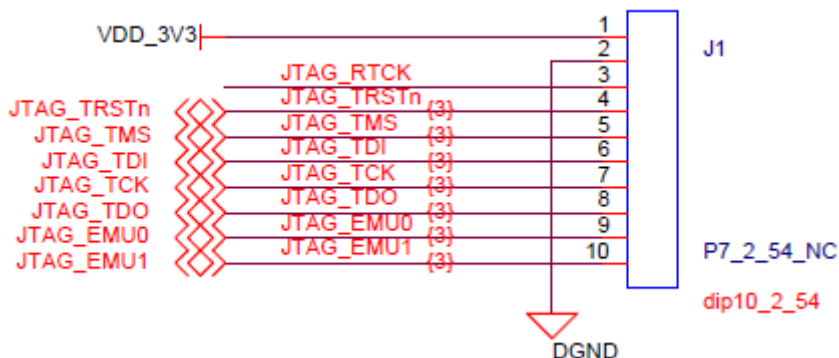 VDD_3V3
1
2
J1
JTAG_RTCK
3
JTAG_TRSTn
JTAG_TRSTn
{3}
4
JTAG_TMS
JTAG_TMS
{3}
5
JTAG_TDI
JTAG_TDI
{3}
6
JTAG_TCK
JTAG_TCK
{3}
7
JTAG_TDO
JTAG_TDO
{3}
8
JTAG_EMU0
JTAG_EMU0
{3}
9
JTAG_EMU1
JTAG_EMU1
{3}
10
P7_2_54_NC
dip10_2_54
DGND